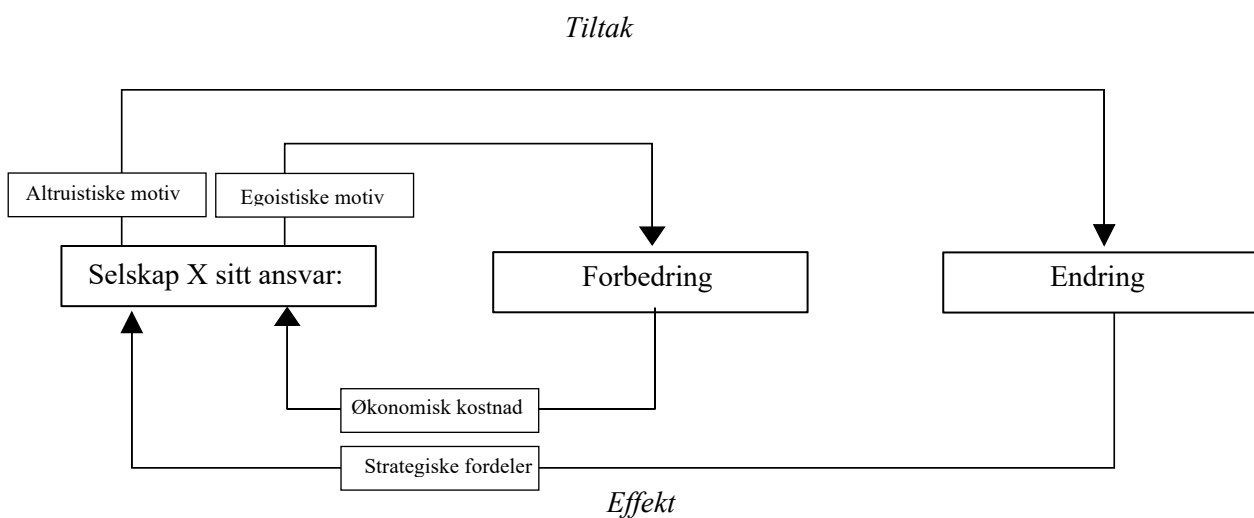 Tiltak
Altruistiske motiv
Egoistiske motiv
Selskap X sitt ansvar:
Forbedring
Endring
Økonomisk kostnad
Strategiske fordeler
Effekt